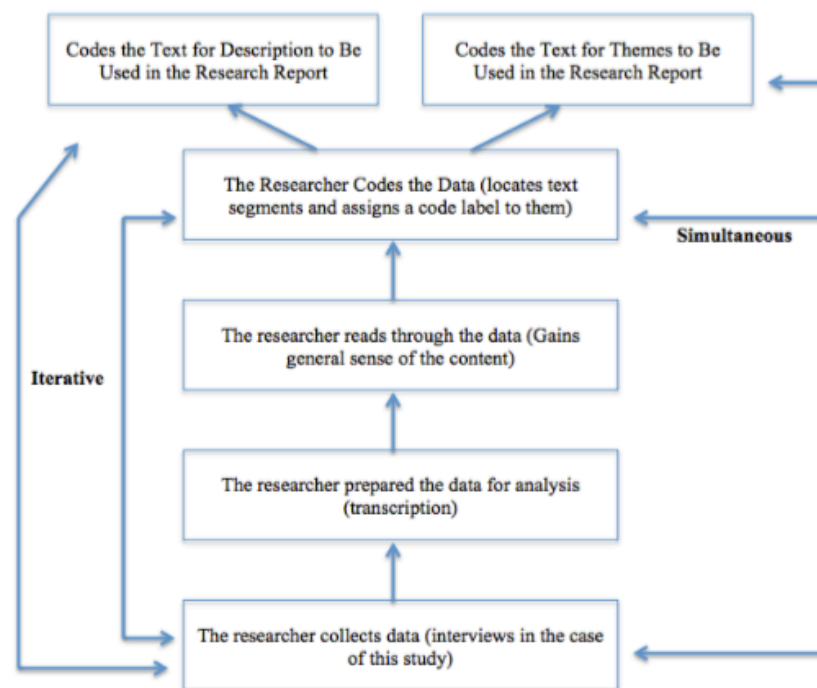 Codes the Text for Description to Be
Used in the Research Report
Codes the Text for Themes to Be
Used in the Research Report
The Researcher Codes the Data (locates text
segments and assigns a code label to them)
Simultaneous
The researcher reads through the data (Gains
general sense of the content)
Iterative
The researcher prepared the data for analysis
(transcription)
The researcher collects data (interviews in the case
of this study)